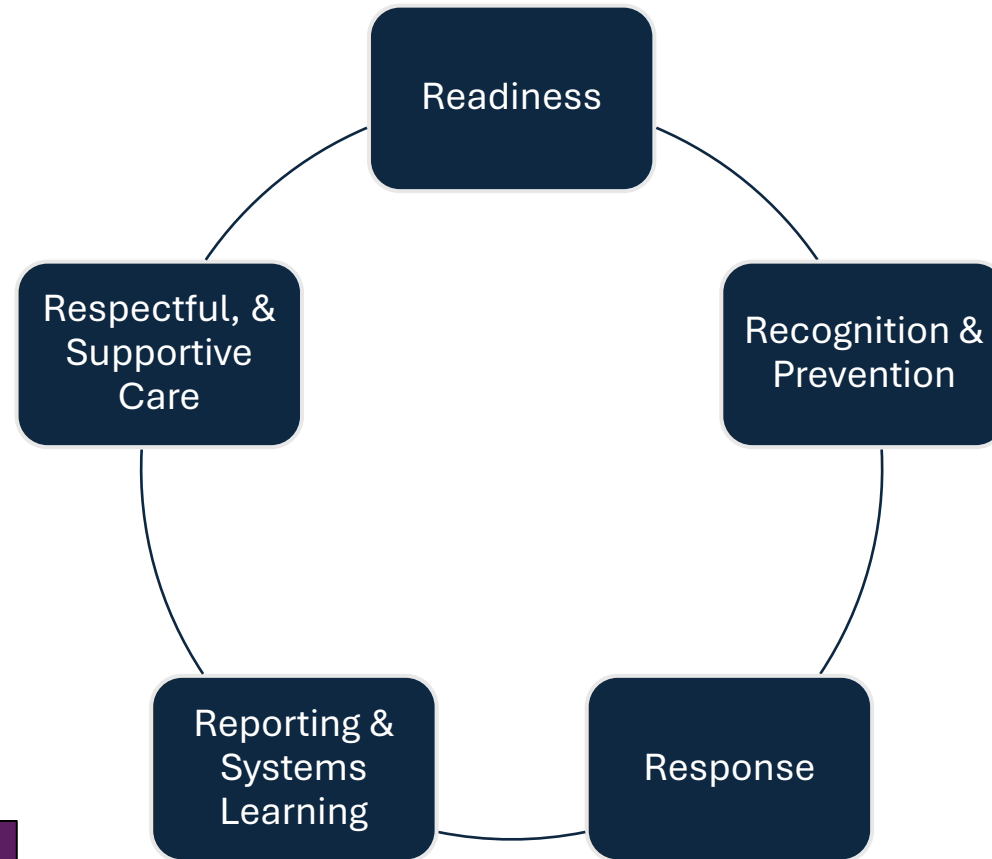 Readiness
Recognition &
Prevention
Response
Reporting &
Systems
Learning
Respectful, &
Supportive
Care